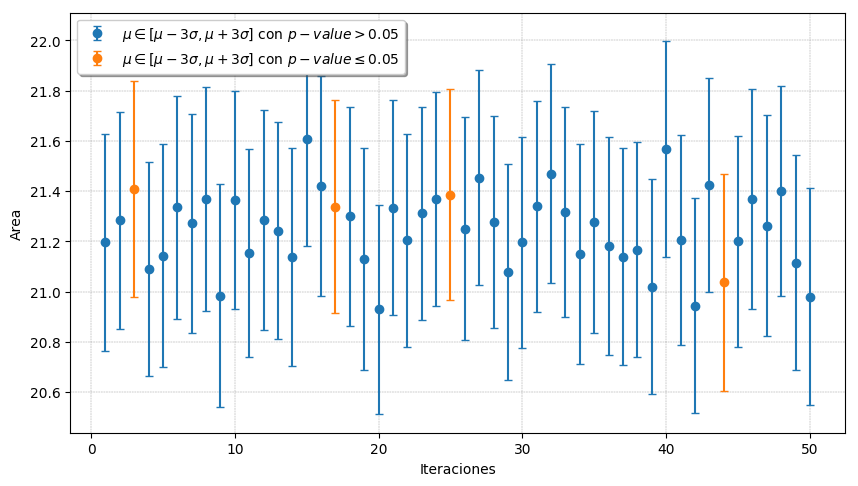 μ ∈ [μ − 3σ, μ + 3σ] con p − value > 0.05
μ ∈ [μ − 3σ, μ + 3σ] con p − value ≤ 0.05
22.0
21.8
21.6
21.4
21.2
21.0
20.8
20.6
Area
0 10 20 30 40 50
Iteraciones